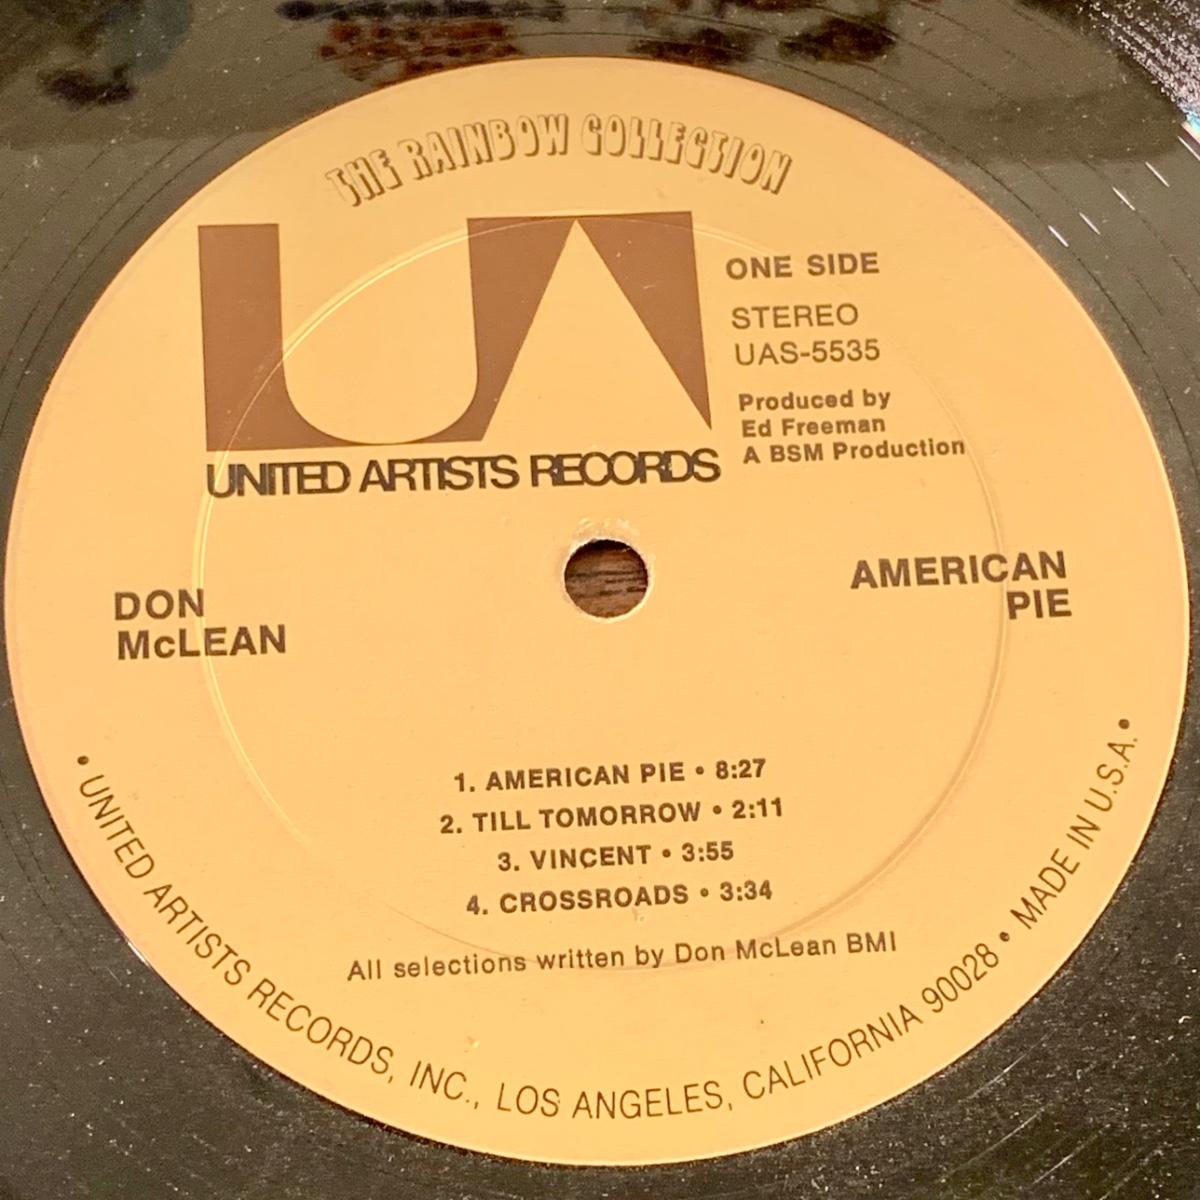 THE RAINBOW COLLECTION
UA
UNITED ARTISTS RECORDS
ONE SIDE
STEREO
UAS-5535
Produced by
Ed Freeman
A BSM Production
DON
McLEAN
AMERICAN
PIE
1. AMERICAN PIE • 8:27
2. TILL TOMORROW • 2:11
3. VINCENT • 3:55
4. CROSSROADS • 3:34
All selections written by Don McLean BMI
• UNITED ARTISTS RECORDS, INC., LOS ANGELES, CALIFORNIA 90028 • MADE IN U.S.A. •